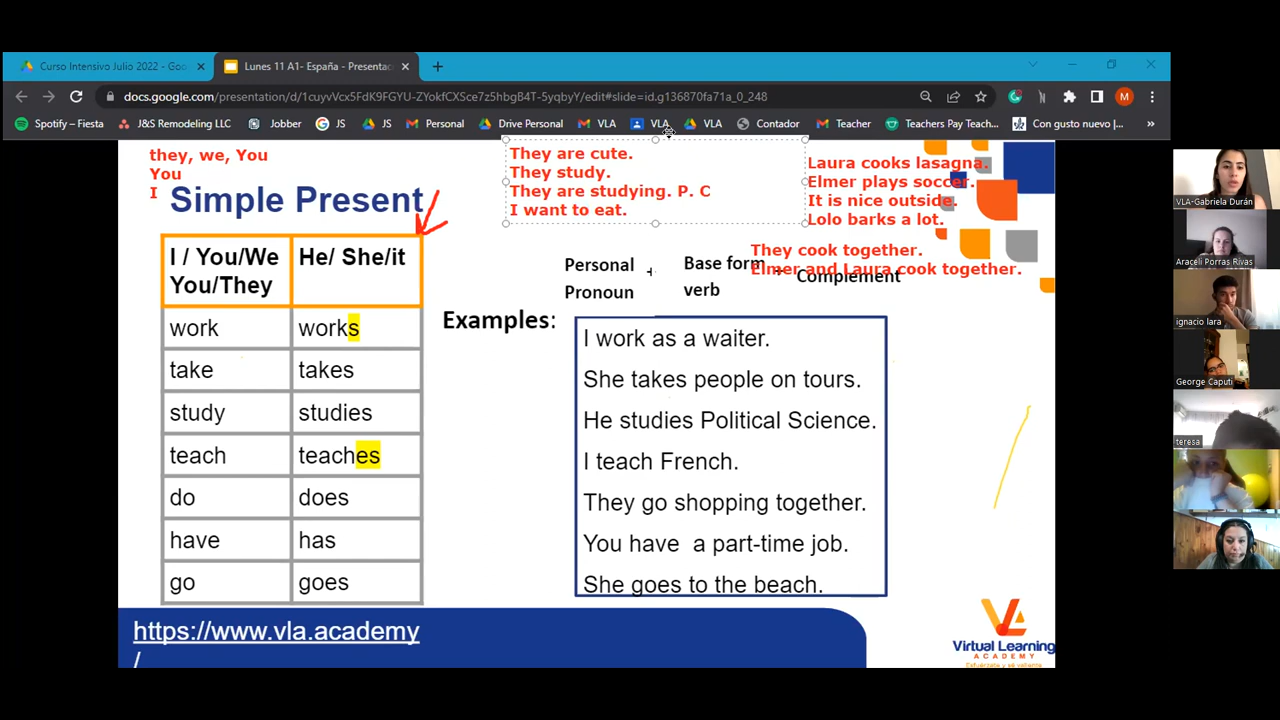 Curso Intensivo Julio 2022 - Goo
Lunes 11 A1- España - Presentac
docs.google.com/presentation/d/1cuyvVcx5FdK9FGYU-ZYokfCXSce7z5hbgB4T-5yqbyY/edit#slide=id.g136870fa71a_0_248
M
Spotify – Fiesta
J&S Remodeling LLC
Jobber
JS
JS
Personal
Drive Personal
VLA
VLA
VLA
Contador
Teacher
Teachers Pay Teach...
Con gusto nuevo |...
»
they, we, You
You
I
Simple Present
They are cute.
They study.
They are studying. P. C
I want to eat.
Laura cooks lasagna.
Elmer plays soccer.
It is nice outside.
Lolo barks a lot.
They cook together.
Elmer and Laura cook together.
Personal Pronoun
+
Base form verb
+
Complement
I / You/We You/They
He/ She/it
work
works
take
takes
study
studies
teach
teaches
do
does
have
has
go
goes
Examples:
I work as a waiter.
She takes people on tours.
He studies Political Science.
I teach French.
They go shopping together.
You have a part-time job.
She goes to the beach.
https://www.vla.academy
/
VLA
Virtual Learning
ACADEMY
Esfuérzate y sé valiente
VLA-Gabriela Durán
Araceli Porras Rivas
ignacio lara
George Caputi
teresa